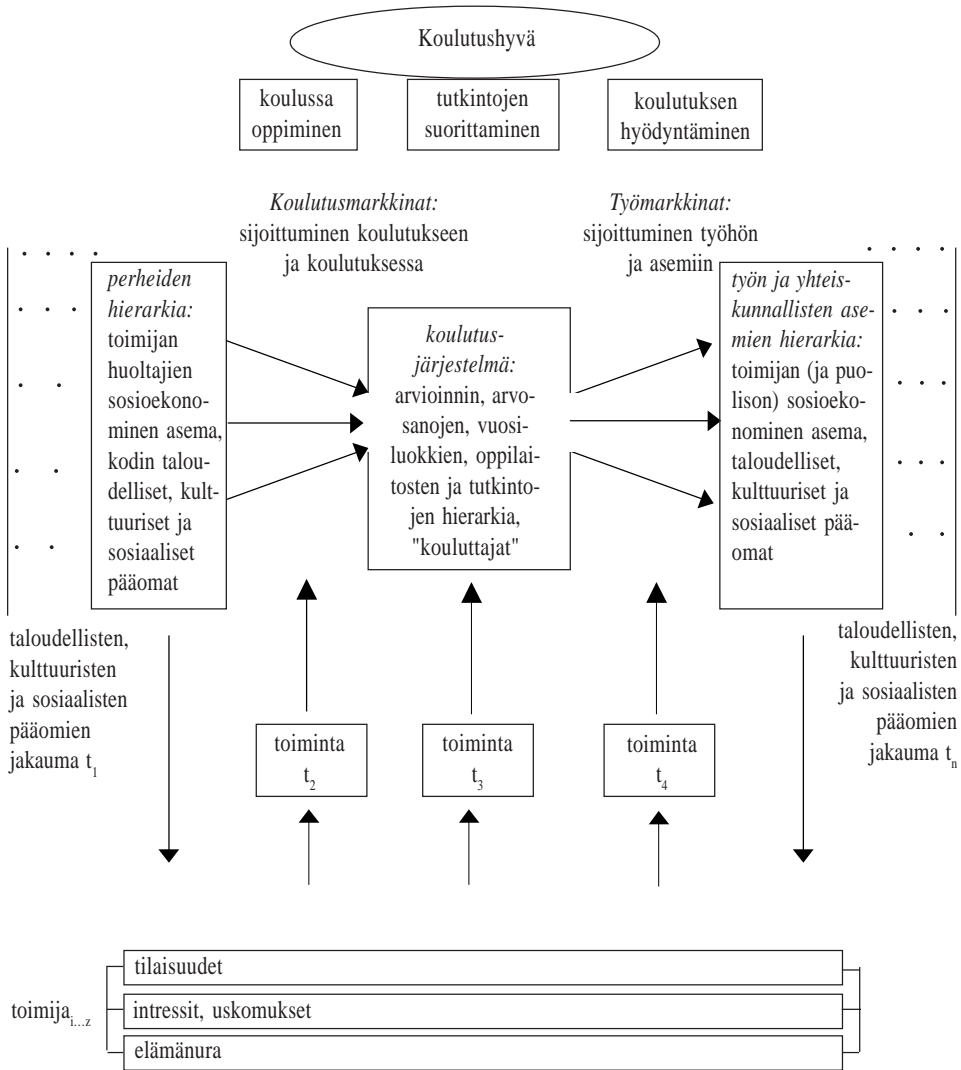 Koulutushyvä
koulussa
oppiminen
tutkintojen
suorittaminen
koulutuksen
hyödyntäminen
Koulutusmarkkinat:
sijoittuminen koulutukseen
ja koulutuksessa
Työmarkkinat:
sijoittuminen työhön
ja asemiin
perheiden
hierarkia:
toimijan
huoltajien
sosioekono-
minen asema,
kodin talou-
delliset, kult-
tuuriset ja
sosiaaliset
pääomat
koulutus-
järjestelmä:
arvioinnin, arvo-
sanojen, vuosi-
luokkien, oppilai-
tosten ja tutkinto-
jen hierarkia,
"kouluttajat"
työn ja yhteis-
kunnallisten ase-
mien hierarkia:
toimijan (ja puo-
lison) sosioeko-
nominen asema,
taloudelliset,
kulttuuriset ja
sosiaaliset pää-
omat
taloudellisten,
kulttuuristen
ja sosiaalisten
pääomien
jakauma t1
taloudellisten,
kulttuuristen
ja sosiaalisten
pääomien
jakauma tn
toiminta
t2
toiminta
t3
toiminta
t4
toimijai...z
tilaisuudet
intressit, uskomukset
elämänura